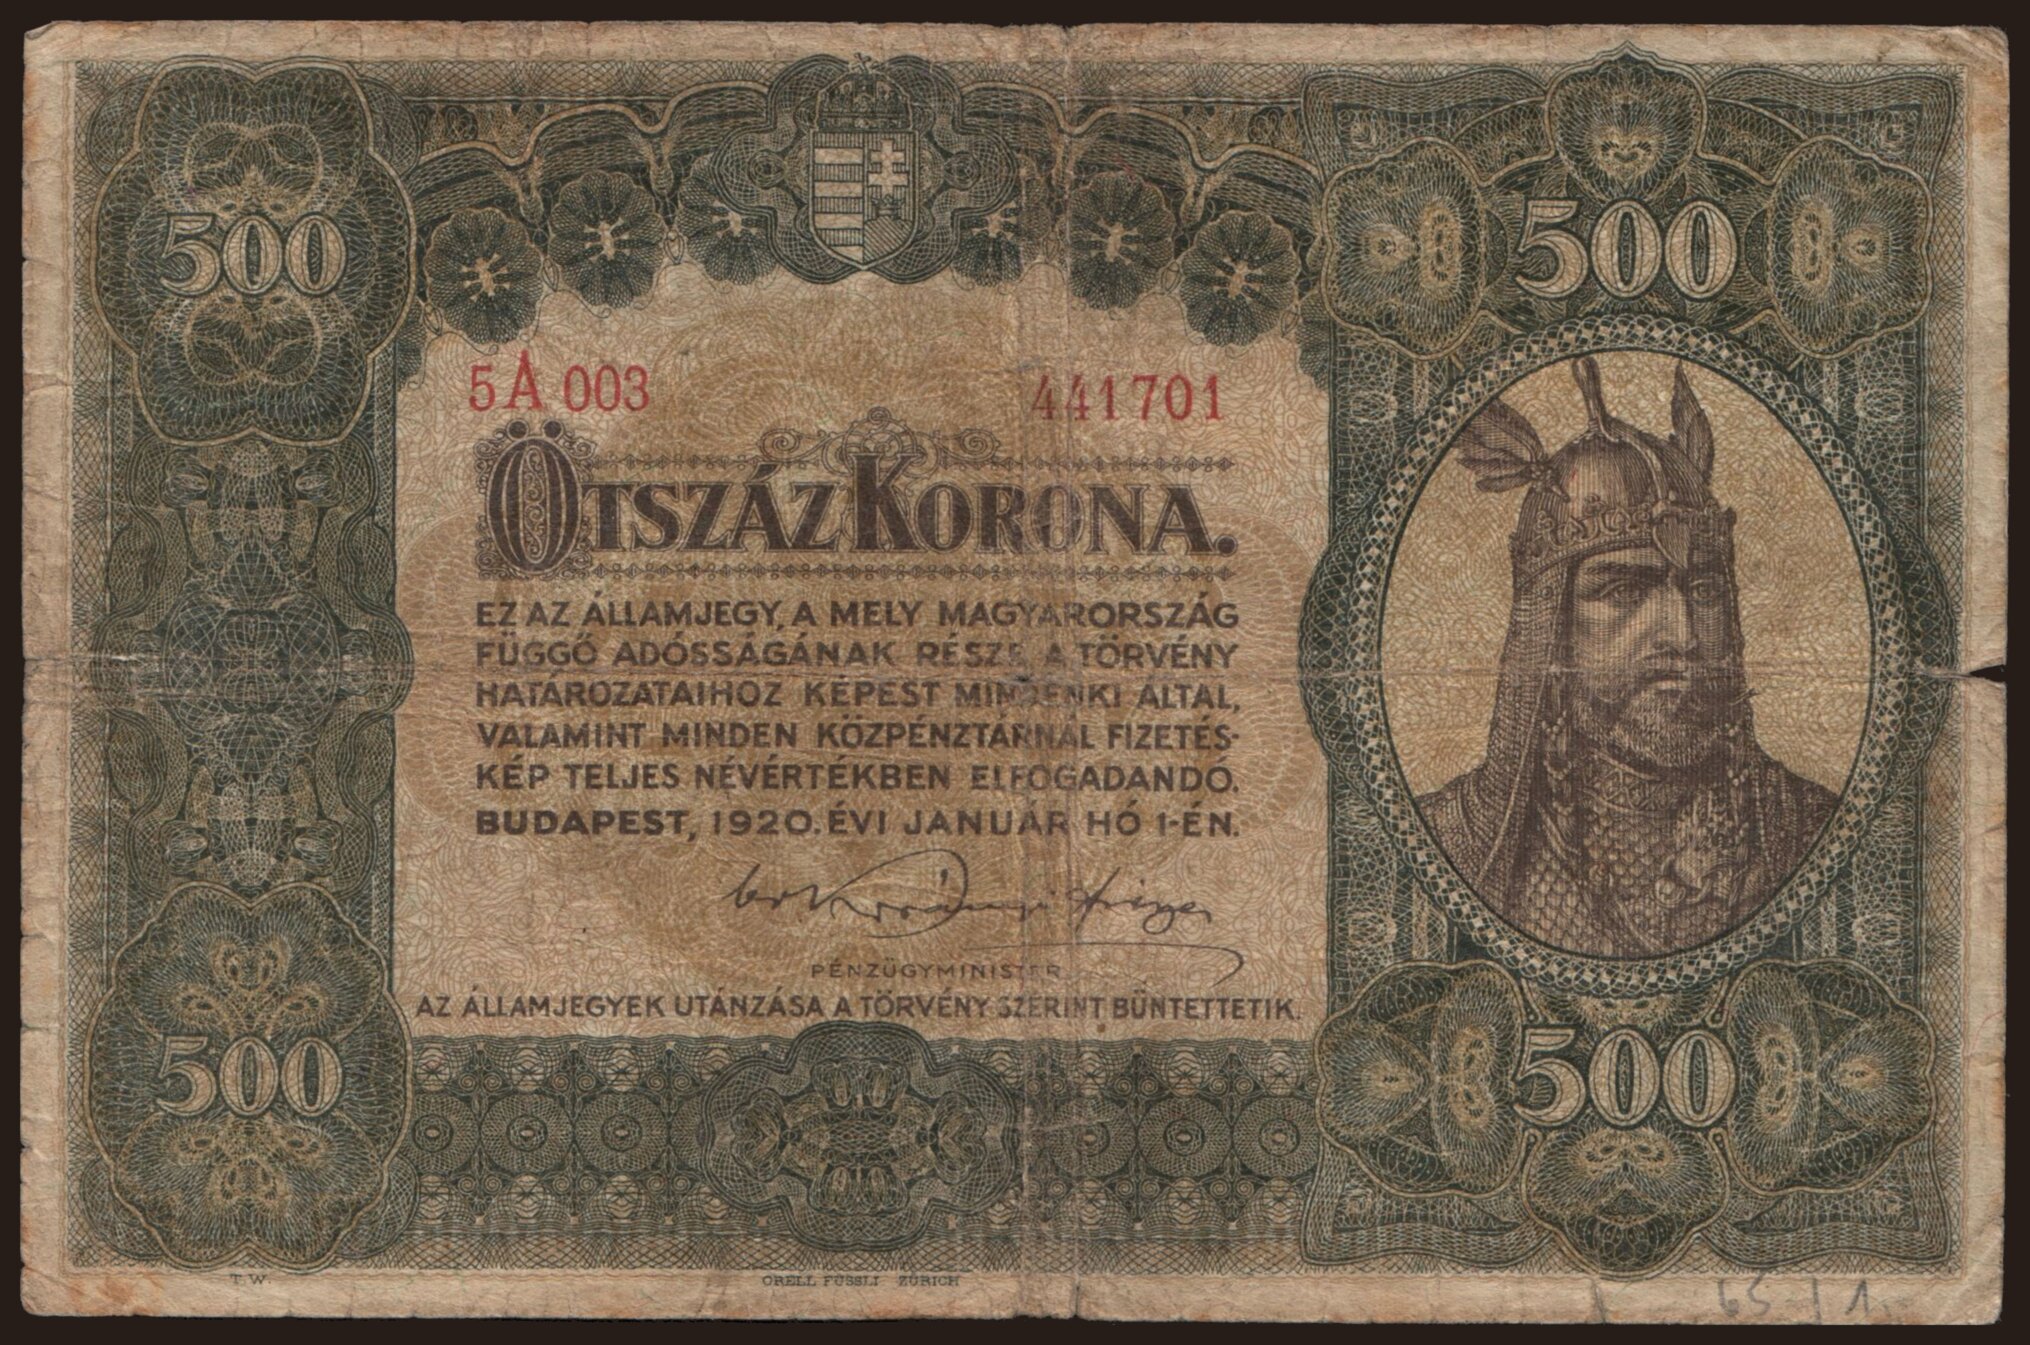 500
500
5A 003
441701
ÖTSZÁZ KORONA.
EZ AZ ÁLLAMJEGY, A MELY MAGYARORSZÁG
FÜGGŐ ADÓSSÁGÁNAK RÉSZE A TÖRVÉNY
HATÁROZATAIHOZ KÉPEST MINDENKI ÁLTAL,
VALAMINT MINDEN KÖZPÉNZTÁRNÁL FIZETÉS-
KÉP TELJES NÉVÉRTÉKBEN ELFOGADANDÓ.
BUDAPEST, 1920. ÉVI JANUÁR HÓ 1-ÉN.
PÉNZÜGYMINISTER
AZ ÁLLAMJEGYEK UTÁNZÁSA A TÖRVÉNY SZERINT BÜNTETTETIK.
500
500
T. W.
ORELL FÜSSLI ZÜRICH